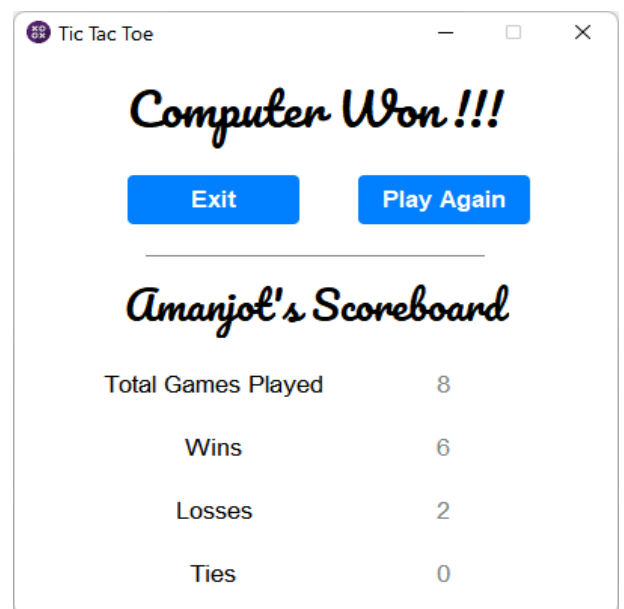 Tic Tac Toe
Computer Won !!!
Exit Play Again
Amanjot's Scoreboard
Total Games Played 8
Wins 6
Losses 2
Ties 0